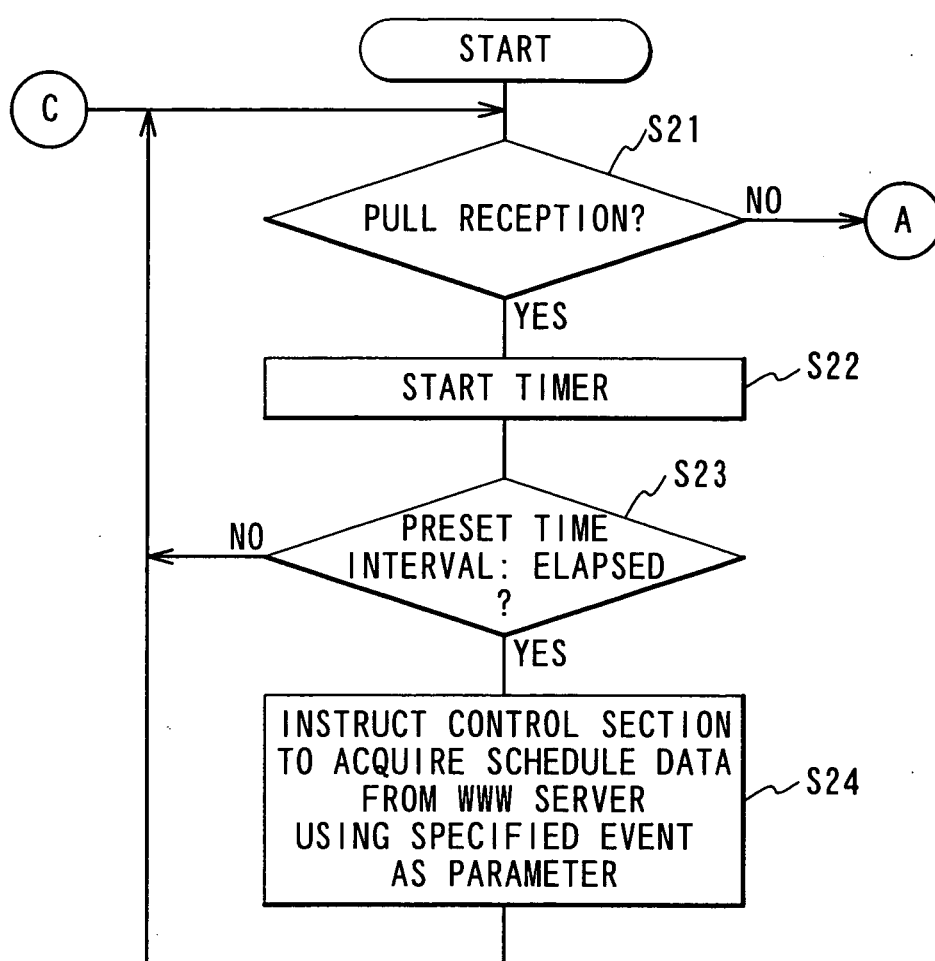 START
C
S21
PULL RECEPTION?
NO
A
YES
START TIMER
S22
S23
PRESET TIME
INTERVAL: ELAPSED
?
NO
YES
INSTRUCT CONTROL SECTION
TO ACQUIRE SCHEDULE DATA
FROM WWW SERVER
USING SPECIFIED EVENT
AS PARAMETER
S24